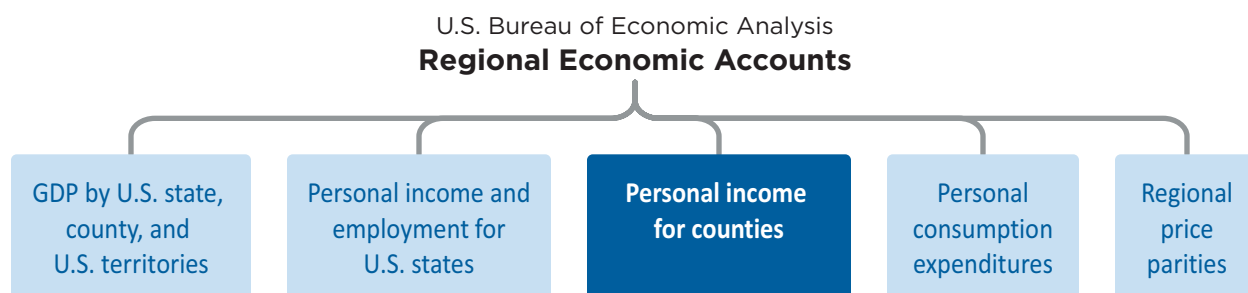 U.S. Bureau of Economic Analysis
Regional Economic Accounts
GDP by U.S. state,
county, and
U.S. territories
Personal income and
employment for
U.S. states
Personal income
for counties
Personal
consumption
expenditures
Regional
price
parities